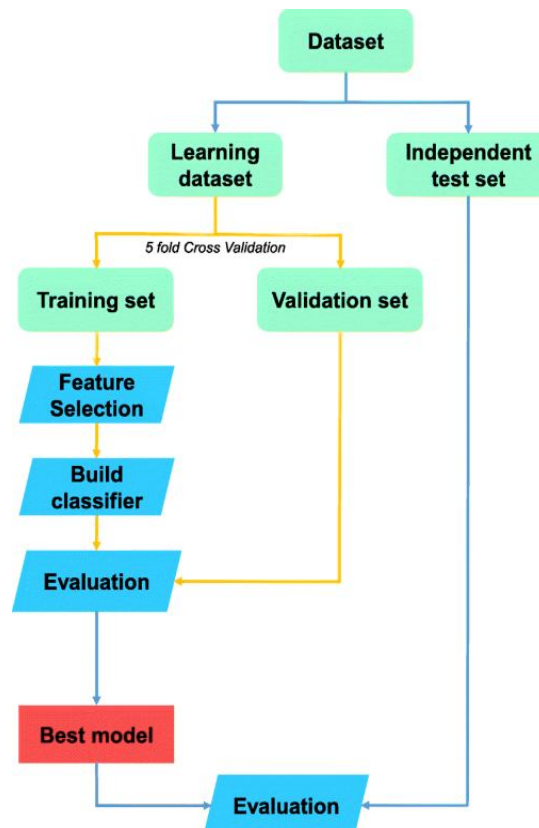 Dataset
Learning
dataset
Independent
test set
5 fold Cross Validation
Training set
Validation set
Feature
Selection
Build
classifier
Evaluation
Best model
Evaluation